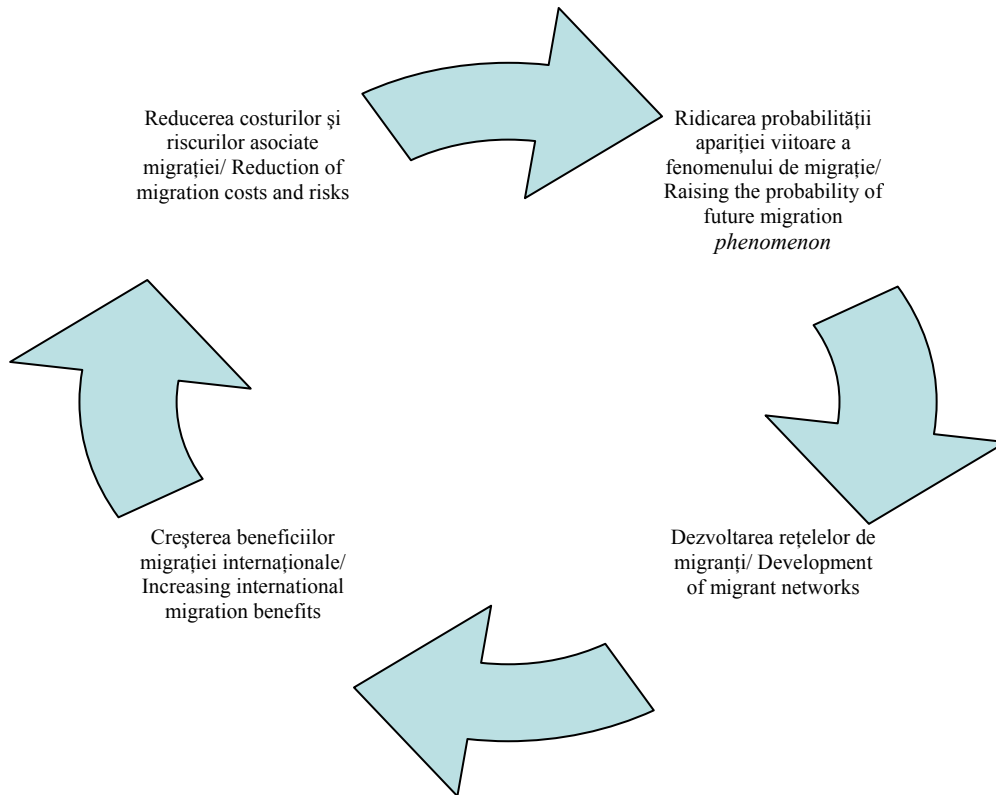 Reducerea costurilor şi
riscurilor asociate
migraţiei/ Reduction of
migration costs and risks
Ridicarea probabilităţii
apariţiei viitoare a
fenomenului de migraţie/
Raising the probability of
future migration
phenomenon
Creşterea beneficiilor
migraţiei internaţionale/
Increasing international
migration benefits
Dezvoltarea reţelelor de
migranţi/ Development
of migrant networks